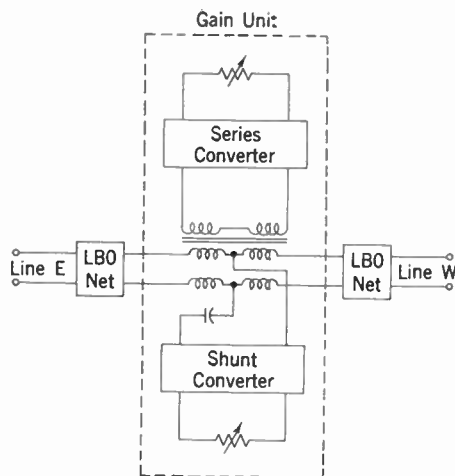 Gain Unit
Series
Converter
Line E
LBO
Net
LBO
Net
Line W
Shunt
Converter